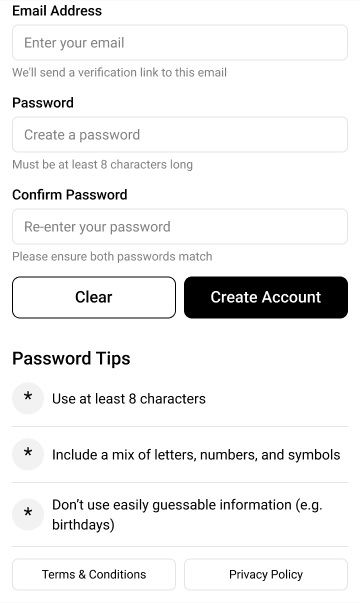 Email Address
Enter your email
We'll send a verification link to this email
Password
Create a password
Must be at least 8 characters long
Confirm Password
Re-enter your password
Please ensure both passwords match
Clear
Create Account
Password Tips
* Use at least 8 characters
* Include a mix of letters, numbers, and symbols
* Don't use easily guessable information (e.g.
birthdays)
Terms & Conditions
Privacy Policy